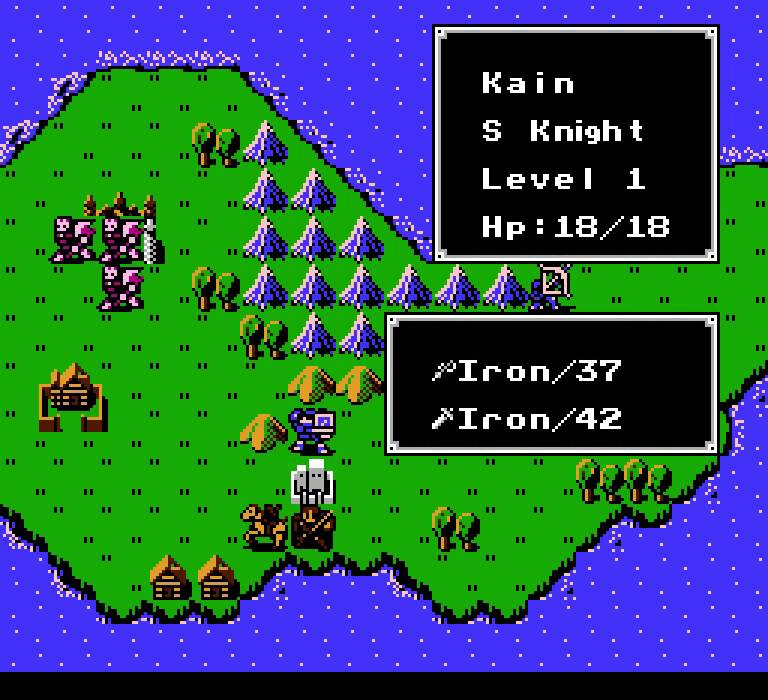 Kain
S Knight
Level 1
Hp:18/18
Iron/37
Iron/42